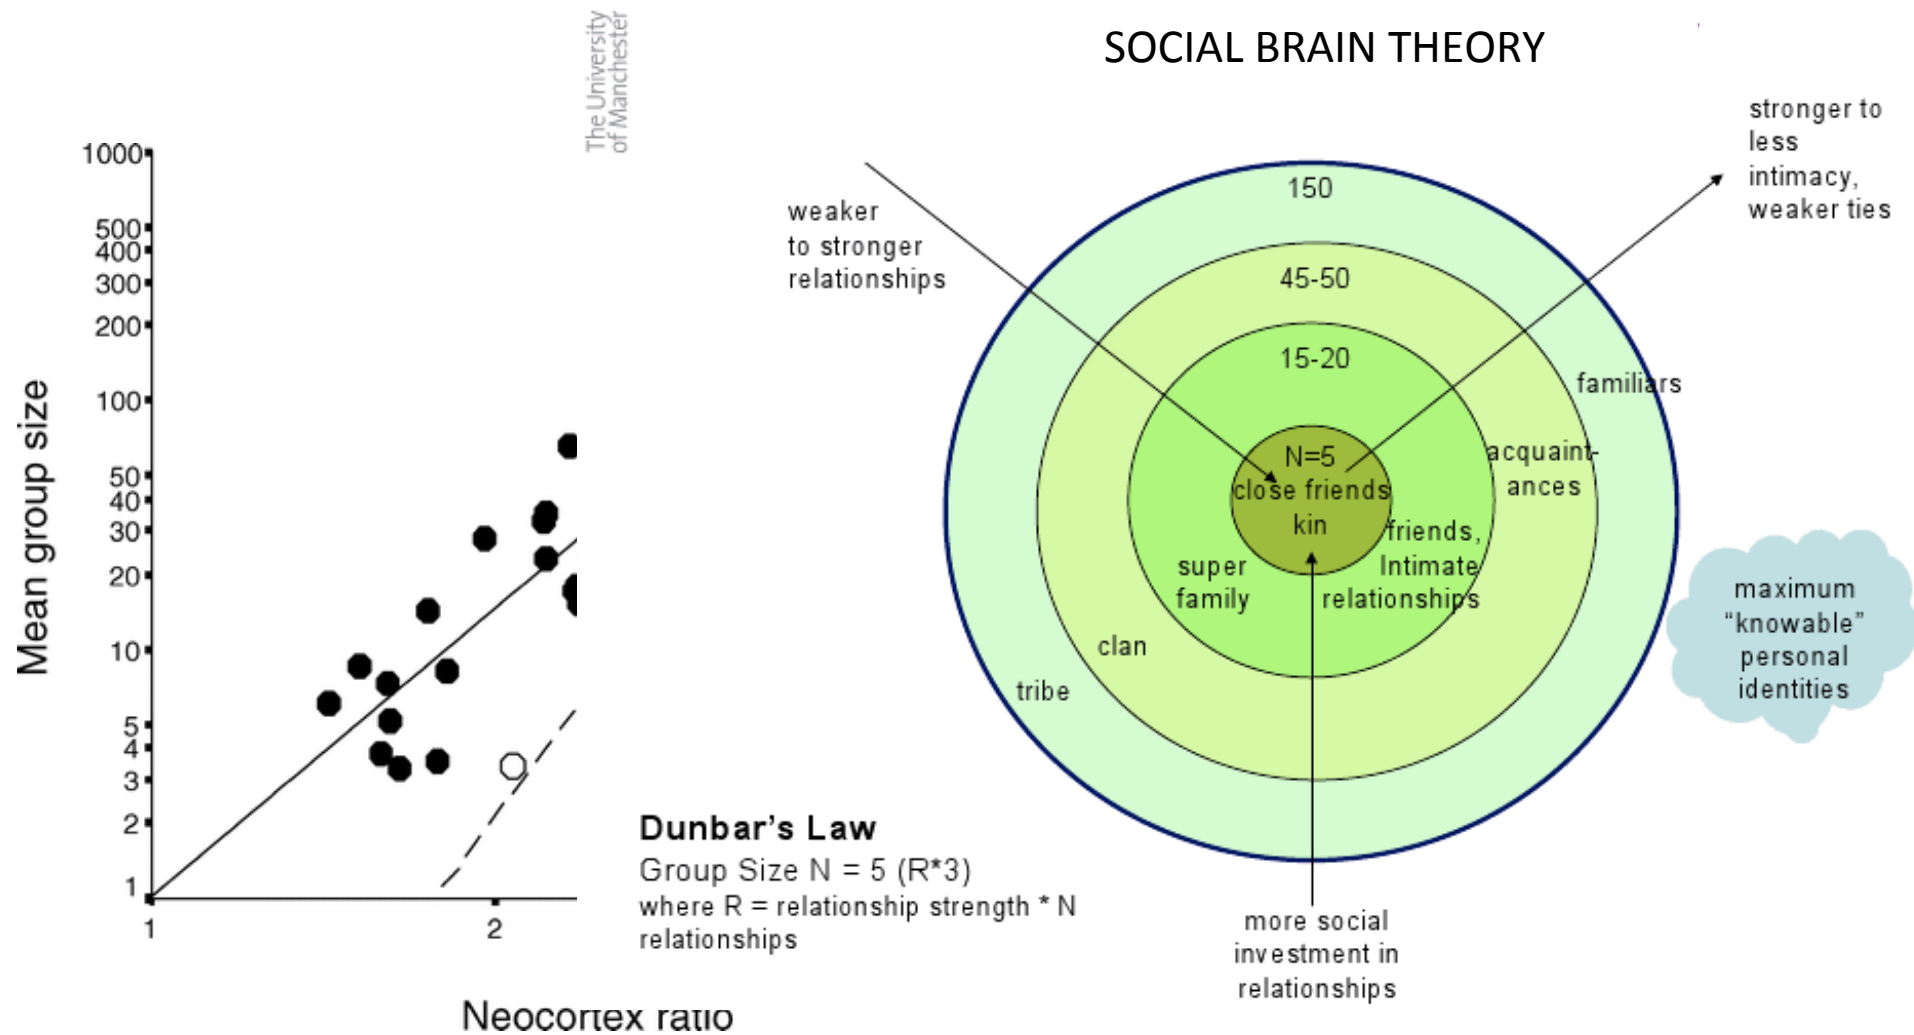 The University
of Manchester
SOCIAL BRAIN THEORY
Mean group size
1000
500
400
300
200
100
50
40
30
20
10
5
4
3
2
1
1
2
Neocortex ratio
weaker
to stronger
relationships
stronger to
less
intimacy,
weaker ties
150
45-50
15-20
N=5
close friends
kin
familiars
acquaint-
ances
friends,
Intimate
relationships
super
family
clan
tribe
maximum
“knowable”
personal
identities
Dunbar’s Law
Group Size N = 5 (R*3)
where R = relationship strength * N
relationships
more social
investment in
relationships